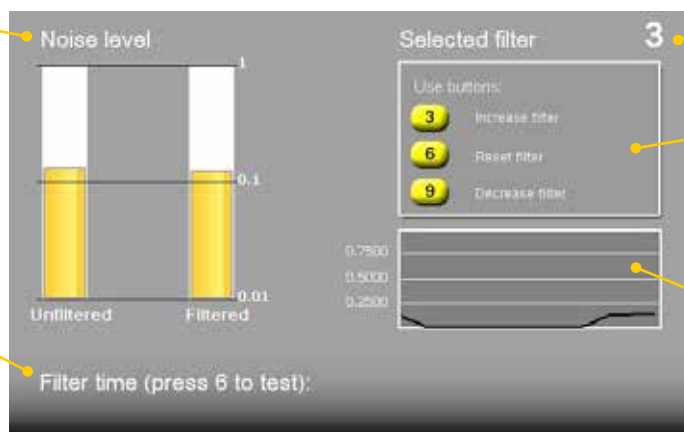 Noise level
1
0.1
0.01
Unfiltered
Filtered
Selected filter
3
Use buttons:
3 Increase filter
6 Reset filter
9 Decrease filter
0.7500
0.5000
0.2500
Filter time (press 6 to test):